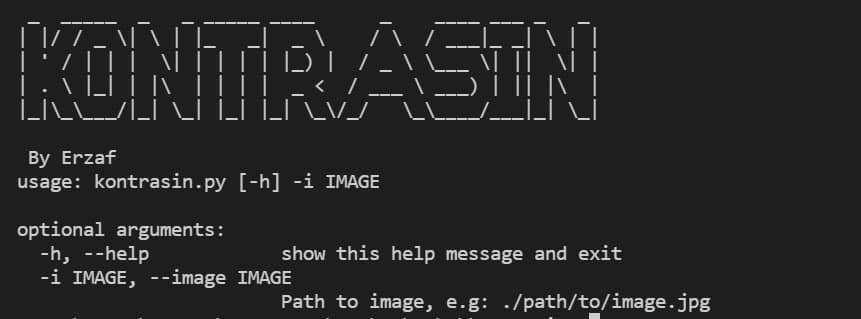 KONTRASIN
By Erzaf
usage: kontrasin.py [-h] -i IMAGE
optional arguments:
-h, --help show this help message and exit
-i IMAGE, --image IMAGE
Path to image, e.g: ./path/to/image.jpg